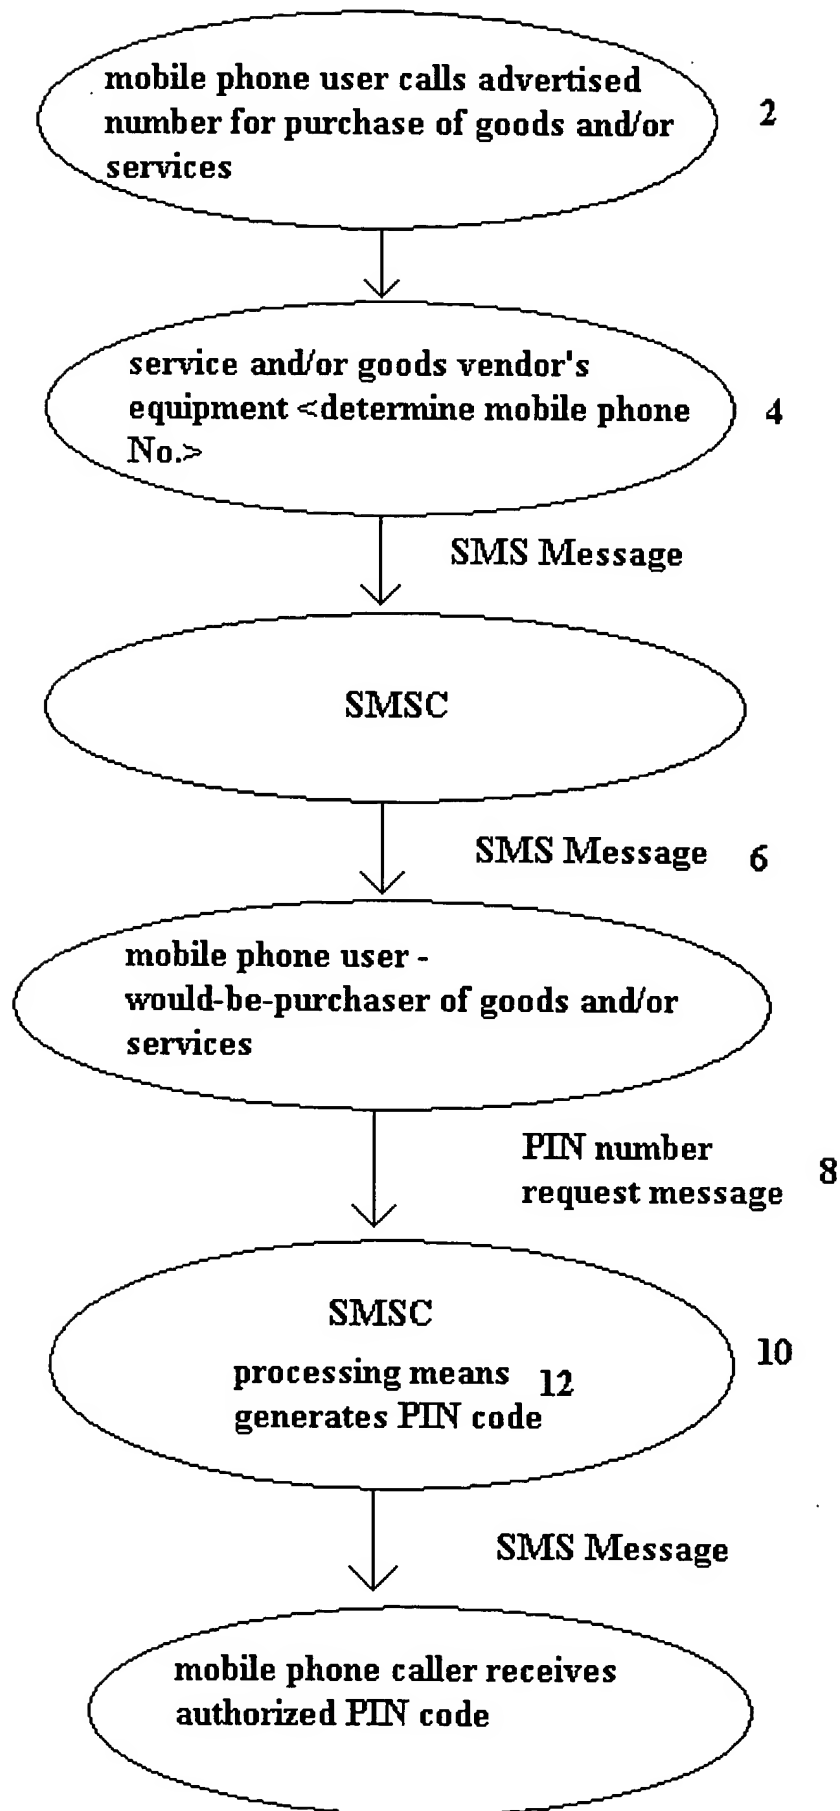 mobile phone user calls advertised
number for purchase of goods and/or
services
2
service and/or goods vendor's
equipment <determine mobile phone
No.>
4
SMS Message
SMSC
SMS Message 6
mobile phone user -
would-be-purchaser of goods and/or
services
PIN number
request message
8
SMSC
10
processing means 12
generates PIN code
SMS Message
mobile phone caller receives
authorized PIN code